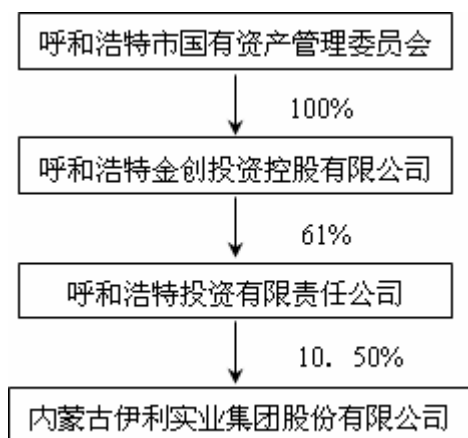 呼和浩特市国有资产管理委员会
100%
呼和浩特金创投资控股有限公司
61%
呼和浩特投资有限责任公司
10. 50%
内蒙古伊利实业集团股份有限公司